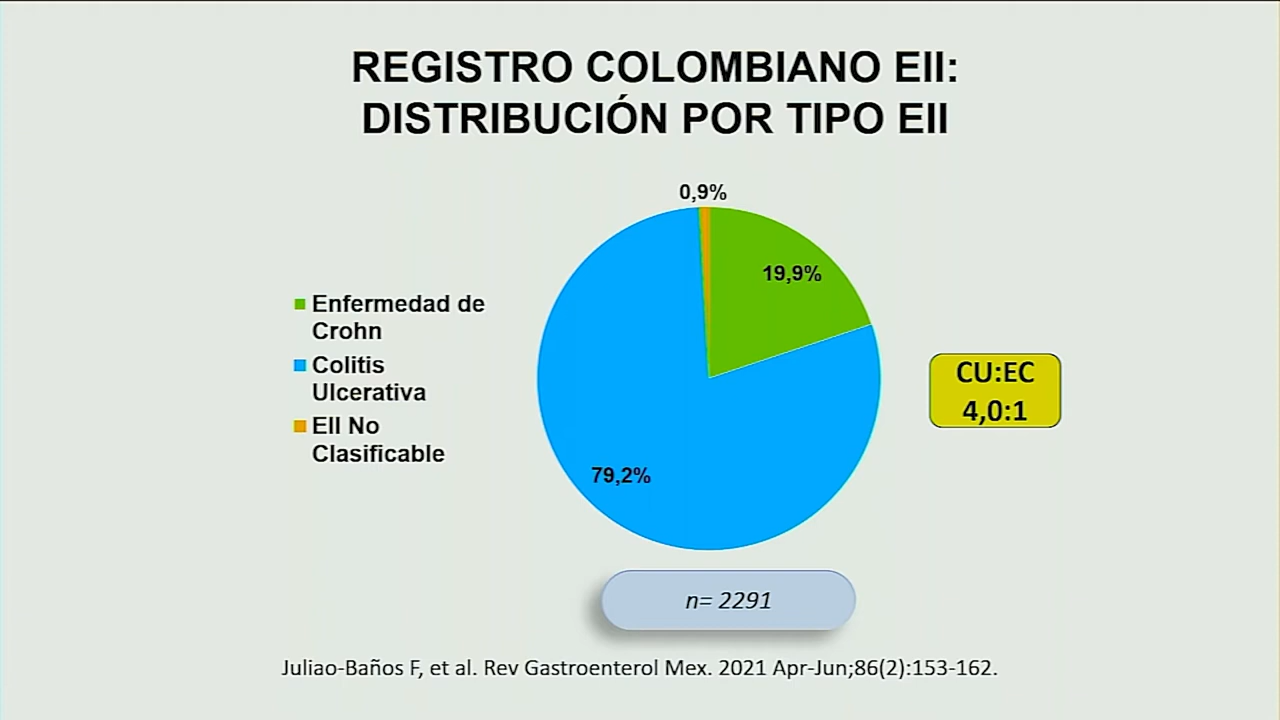 REGISTRO COLOMBIANO EII:
DISTRIBUCIÓN POR TIPO EII
0,9%
19,9%
Enfermedad de
Crohn
Colitis
Ulcerativa
EII No
Clasificable
CU:EC
4,0:1
79,2%
n= 2291
Juliao-Baños F, et al. Rev Gastroenterol Mex. 2021 Apr-Jun;86(2):153-162.